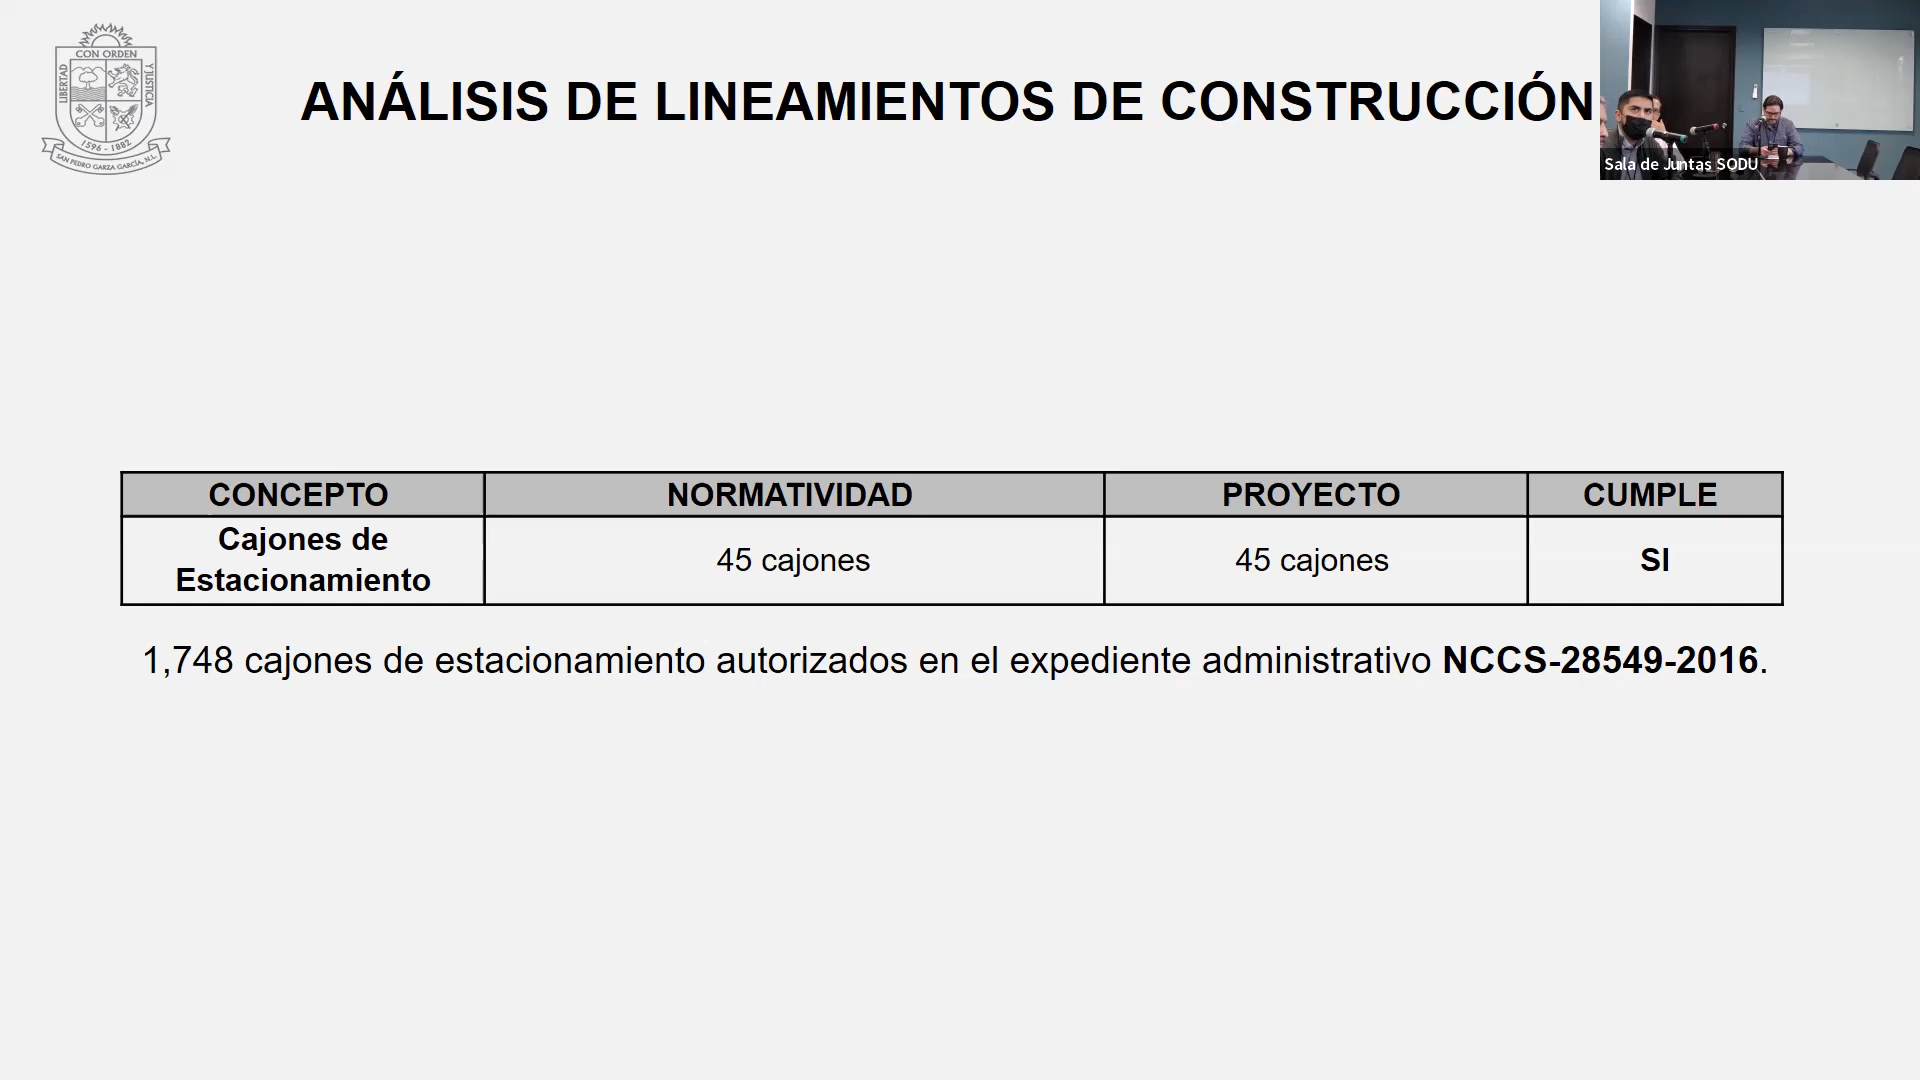 CON ORDEN
LIBERTAD
Y JUSTICIA
1596 - 1882
SAN PEDRO GARZA GARCÍA, N.L.
ANÁLISIS DE LINEAMIENTOS DE CONSTRUCCIÓN
Sala de Juntas SODU
CONCEPTO NORMATIVIDAD PROYECTO CUMPLE
Cajones de
Estacionamiento 45 cajones 45 cajones SI
1,748 cajones de estacionamiento autorizados en el expediente administrativo NCCS-28549-2016.